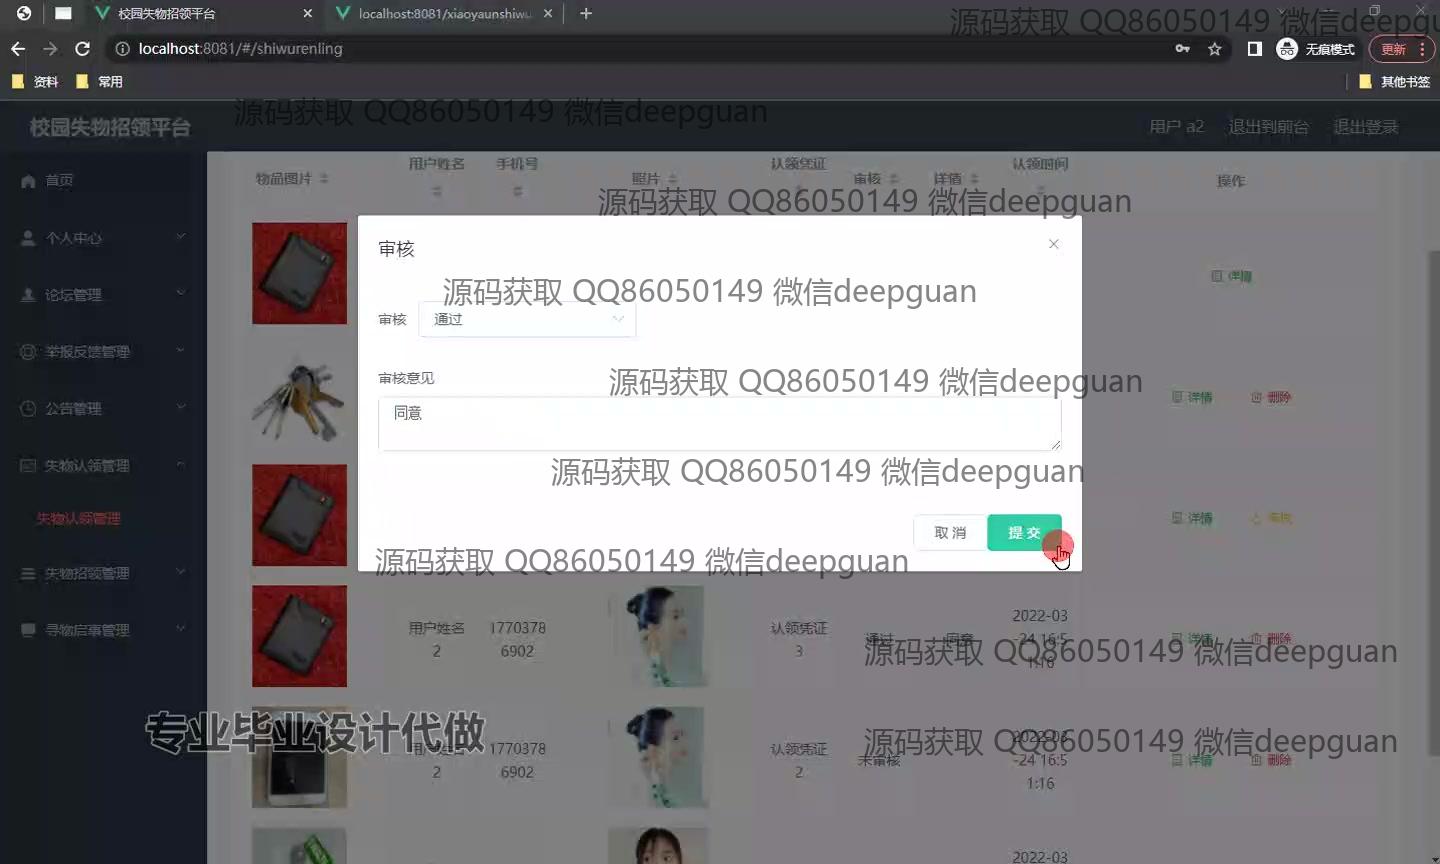 校园失物招领平台
localhost:8081/xiaoyaunshiwu
localhost:8081/#/shiwurenling
无痕模式
更新
资料
常用
其他书签
源码获取 QQ86050149 微信deepgu
源码获取 QQ86050149 微信deepguan
校园失物招领平台
用户 a2
退出到前台
退出登录
首页
个人中心
论坛管理
举报反馈管理
公告管理
失物认领管理
失物认领管理
失物招领管理
寻物启事管理
物品图片
用户姓名
手机号
照片
认领凭证
审核
认领时间
操作
源码获取 QQ86050149 微信deepguan
详情
审核
源码获取 QQ86050149 微信deepguan
审核
通过
审核意见
源码获取 QQ86050149 微信deepguan
同意
详情
删除
源码获取 QQ86050149 微信deepguan
取消
提交
详情
源码获取 QQ86050149 微信deepguan
用户姓名
2
1770378
6902
认领凭证
3
通过
同意
2022-03
-24 16:5
1:16
详情
删除
源码获取 QQ86050149 微信deepguan
专业毕业设计代做
用户姓名
2
1770378
6902
认领凭证
2
未审核
2022-03
-24 16:5
1:16
详情
删除
源码获取 QQ86050149 微信deepguan
2022-03